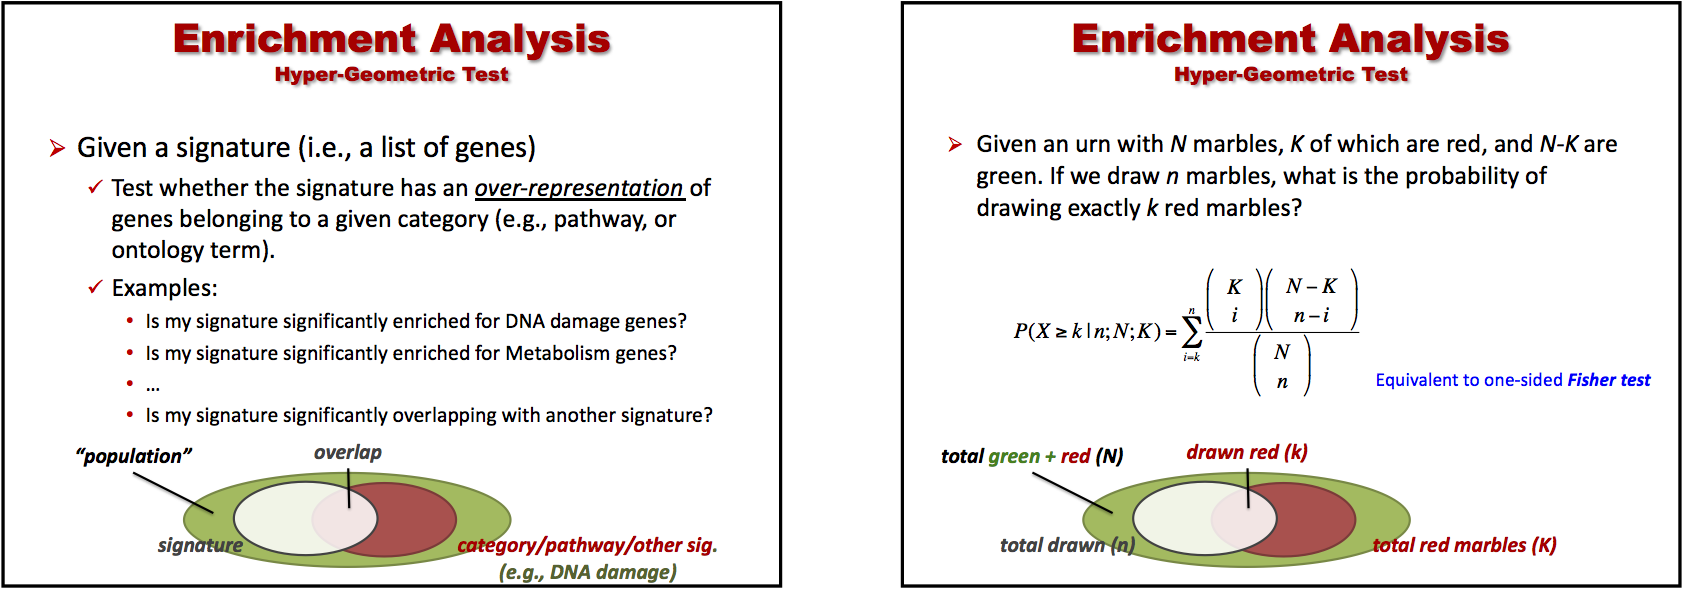 Enrichment Analysis
Hyper-Geometric Test
➢ Given a signature (i.e., a list of genes)
✓ Test whether the signature has an over-representation of
genes belonging to a given category (e.g., pathway, or
ontology term).
✓ Examples:
• Is my signature significantly enriched for DNA damage genes?
• Is my signature significantly enriched for Metabolism genes?
• ...
• Is my signature significantly overlapping with another signature?
“population”
overlap
signature
category/pathway/other sig.
(e.g., DNA damage)
Enrichment Analysis
Hyper-Geometric Test
➢ Given an urn with N marbles, K of which are red, and N-K are
green. If we draw n marbles, what is the probability of
drawing exactly k red marbles?
P(X ≥ k | n; N; K) = \sum_{i=k}^{n} \frac{\binom{K}{i}\binom{N-K}{n-i}}{\binom{N}{n}}
Equivalent to one-sided Fisher test
total green + red (N)
drawn red (k)
total drawn (n)
total red marbles (K)